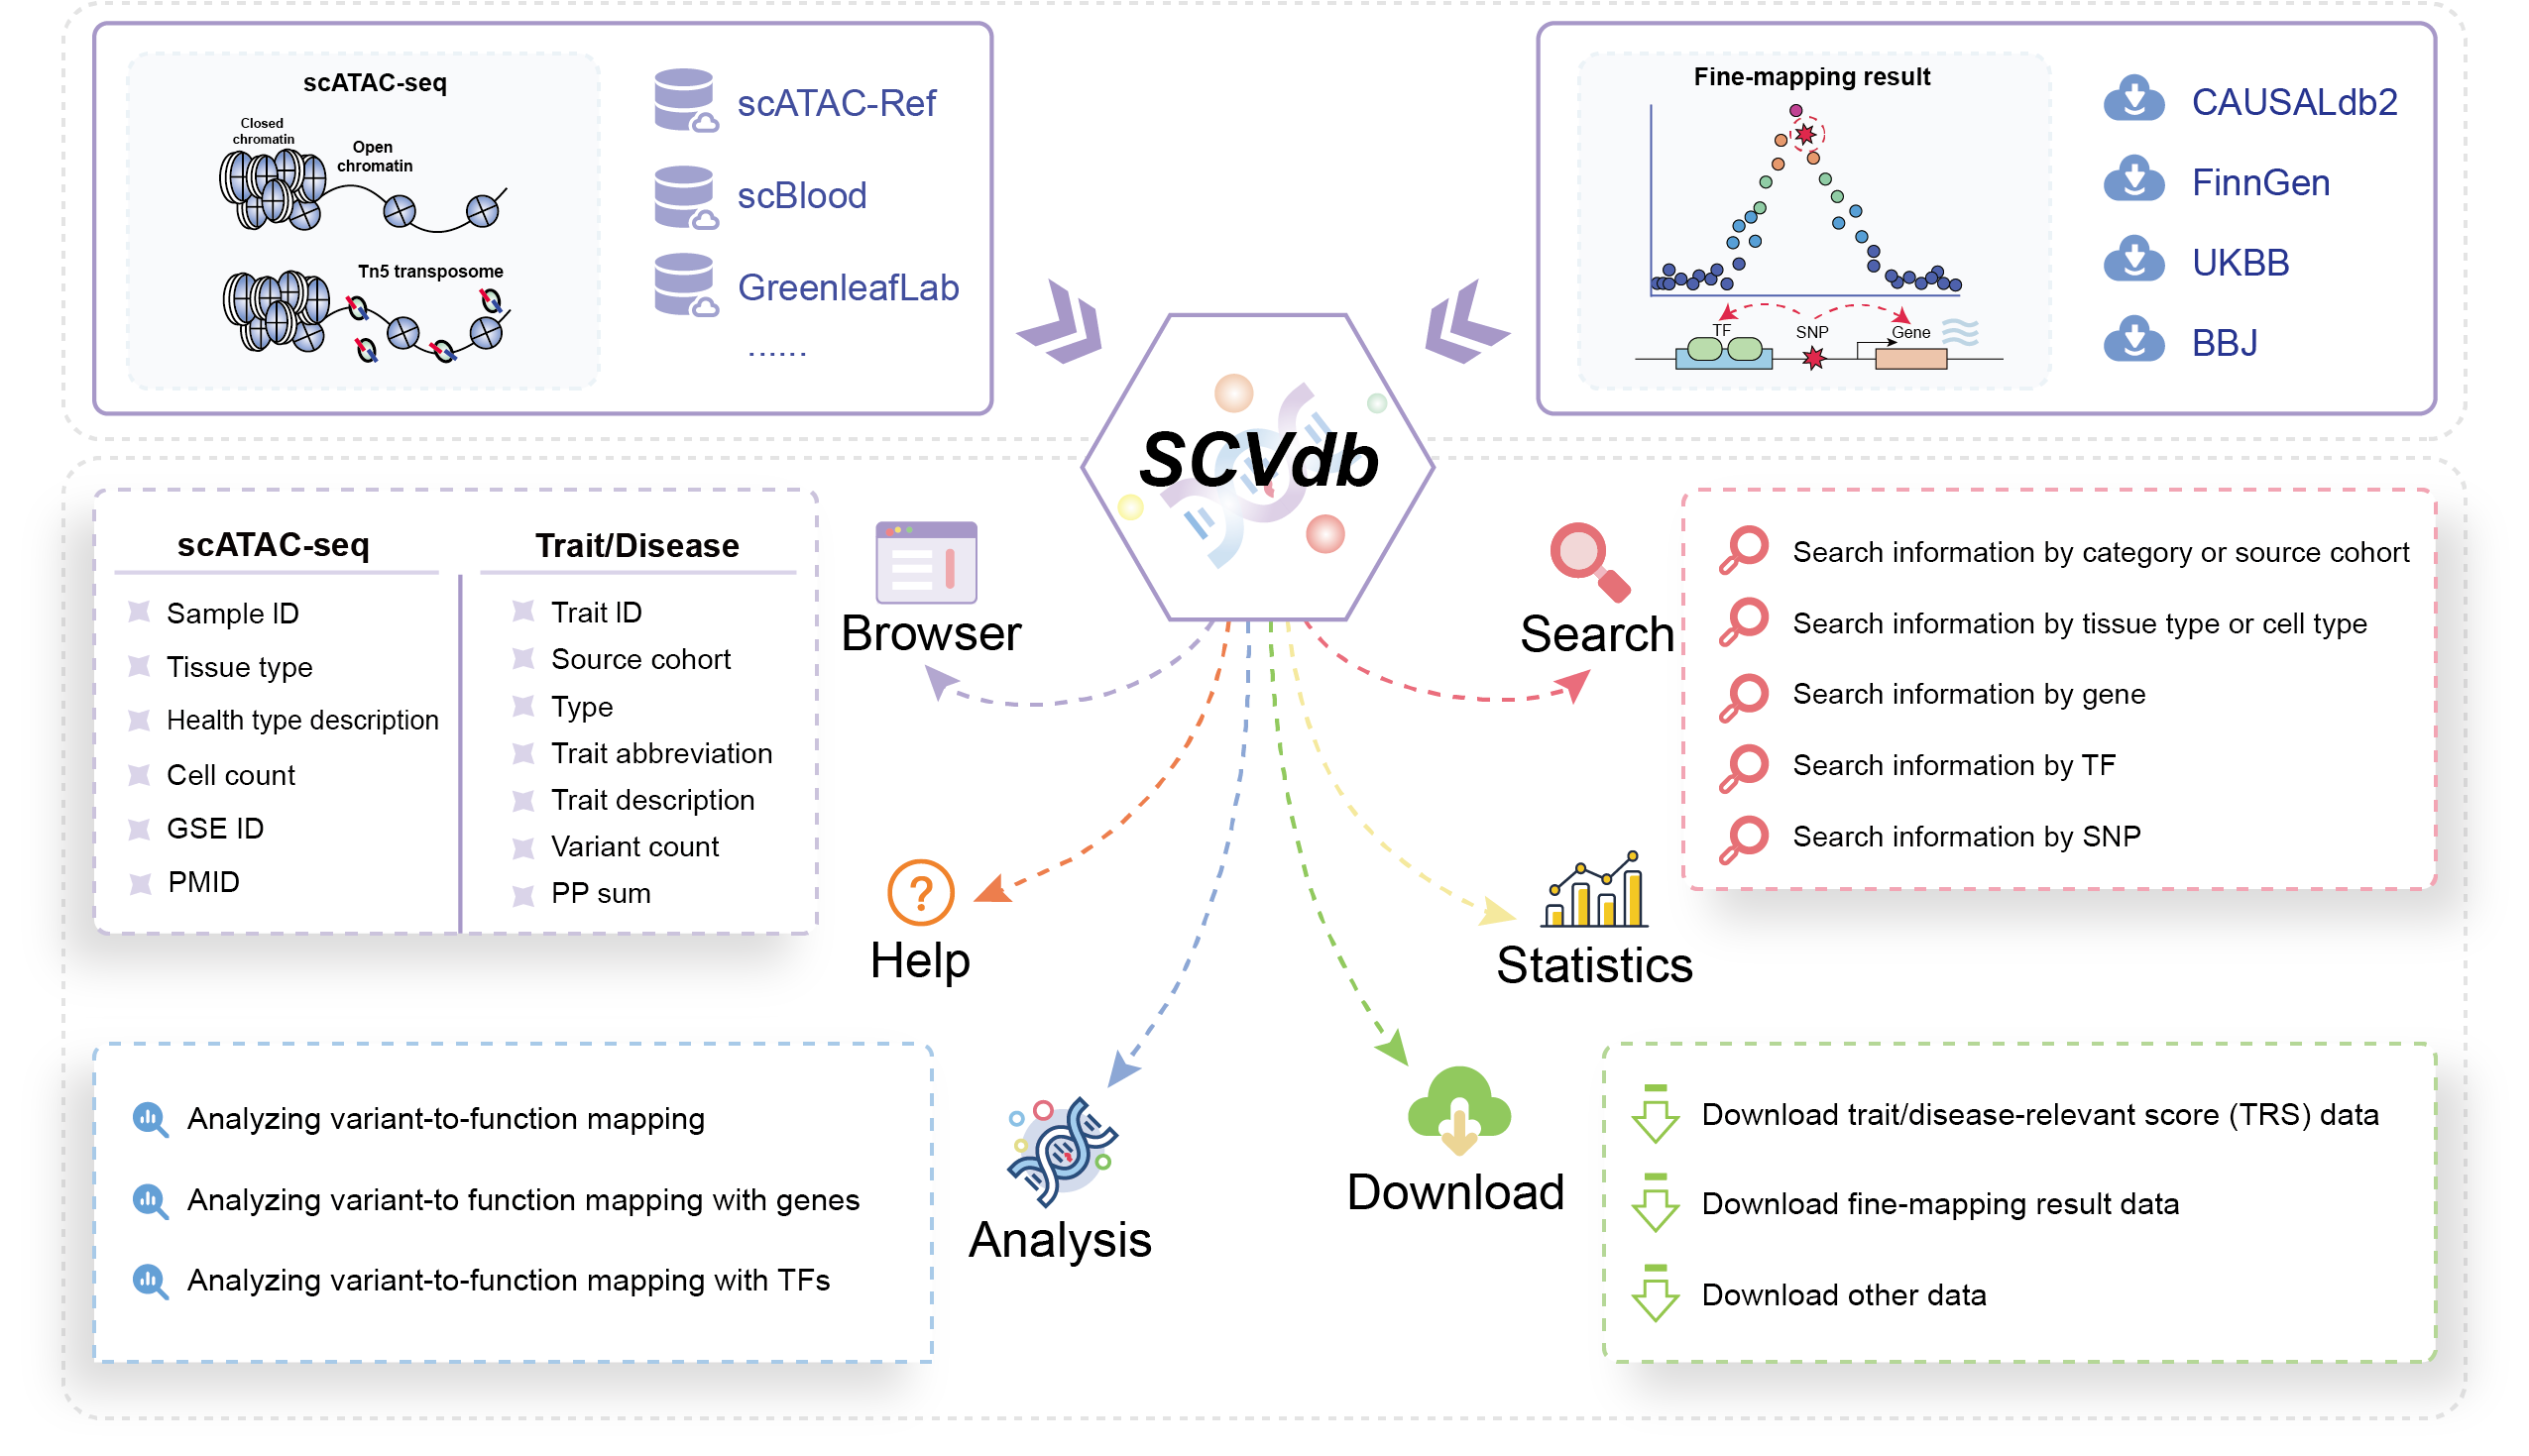 scATAC-seq
Closed
chromatin
Open
chromatin
Tn5 transposome
scATAC-Ref
scBlood
GreenleafLab
......
Fine-mapping result
TF
SNP
Gene
CAUSALdb2
FinnGen
UKBB
BBJ
SCVdb
scATAC-seq
Sample ID
Tissue type
Health type description
Cell count
GSE ID
PMID
Trait/Disease
Trait ID
Source cohort
Type
Trait abbreviation
Trait description
Variant count
PP sum
Browser
Search
Search information by category or source cohort
Search information by tissue type or cell type
Search information by gene
Search information by TF
Search information by SNP
?
Help
Statistics
Analyzing variant-to-function mapping
Analyzing variant-to function mapping with genes
Analyzing variant-to-function mapping with TFs
Analysis
Download
Download trait/disease-relevant score (TRS) data
Download fine-mapping result data
Download other data